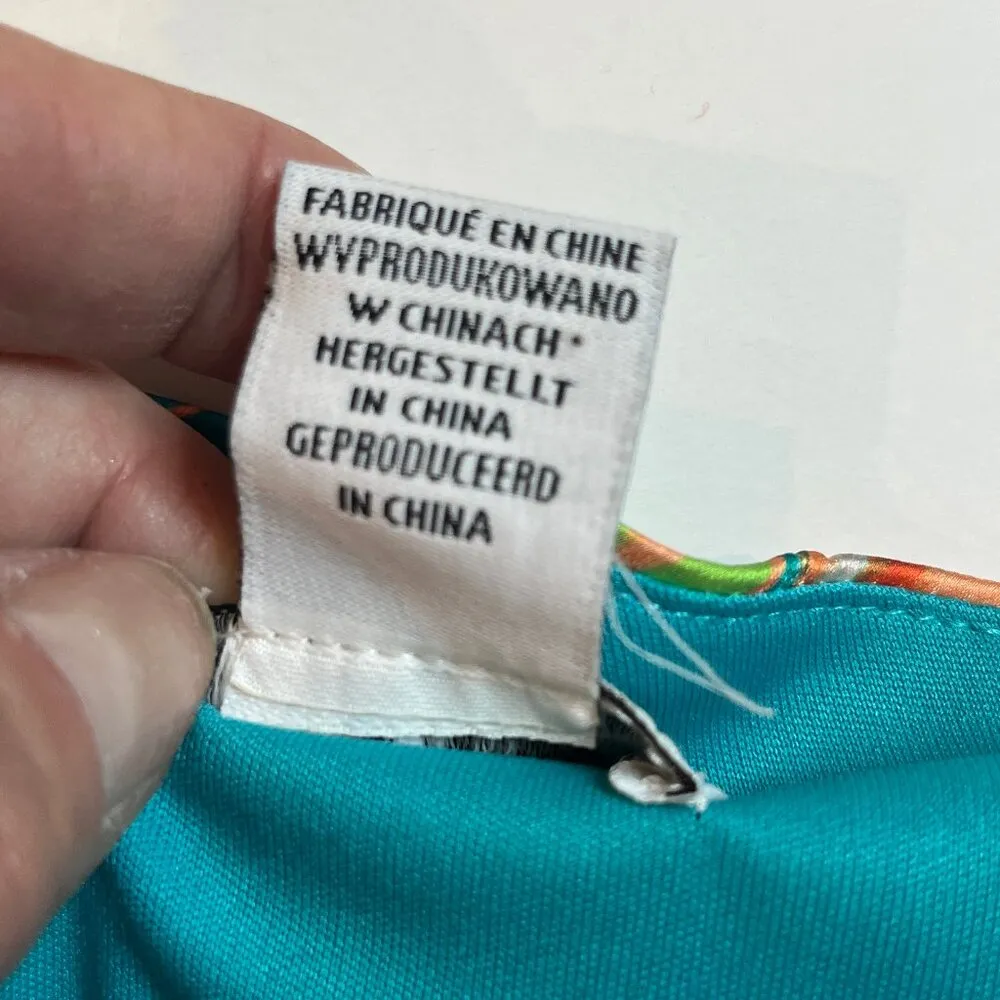 FABRIQUÉ EN CHINE
WYPRODUKOWANO
W CHINACH•
HERGESTELLT
IN CHINA
GEPRODUCEERD
IN CHINA